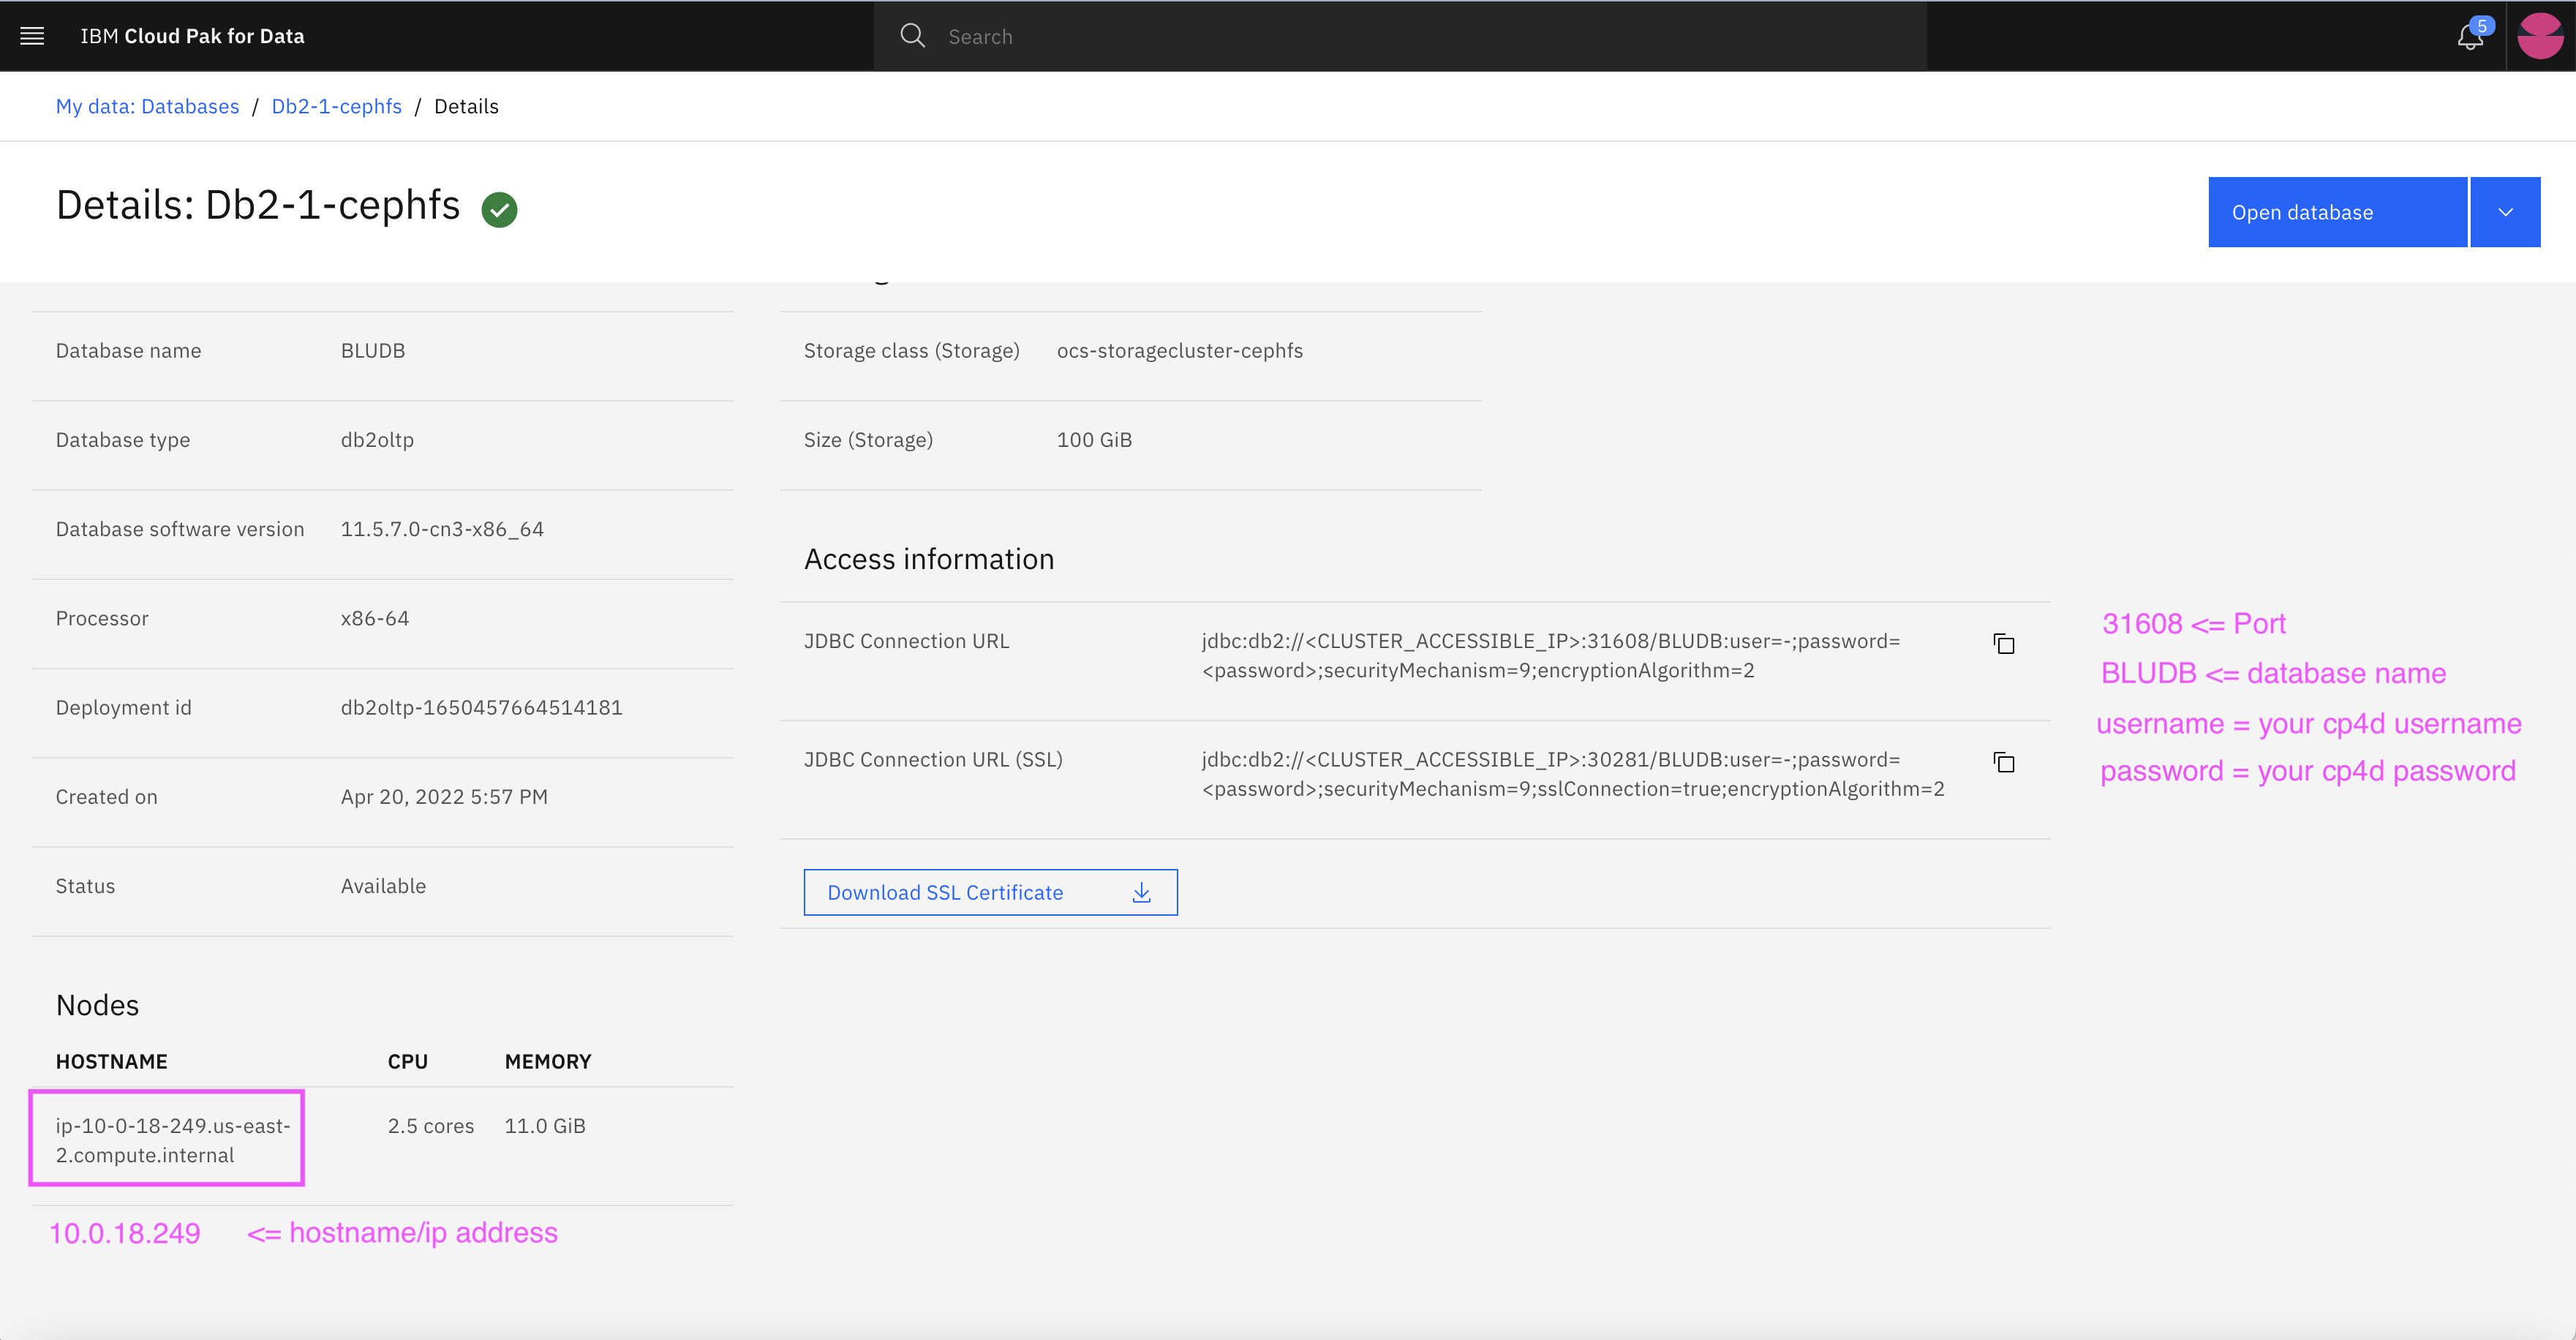 IBM Cloud Pak for Data
Search
5
My data: Databases / Db2-1-cephfs / Details
Details: Db2-1-cephfs
Open database
Database name BLUDB
Database type db2oltp
Database software version 11.5.7.0-cn3-x86_64
Processor x86-64
Deployment id db2oltp-1650457664514181
Created on Apr 20, 2022 5:57 PM
Status Available
Nodes
HOSTNAME CPU MEMORY
ip-10-0-18-249.us-east-
2.compute.internal
2.5 cores 11.0 GiB
10.0.18.249 <= hostname/ip address
Storage class (Storage) ocs-storagecluster-cephfs
Size (Storage) 100 GiB
Access information
JDBC Connection URL
jdbc:db2://<CLUSTER_ACCESSIBLE_IP>:31608/BLUDB:user=-;password=
<password>;securityMechanism=9;encryptionAlgorithm=2
JDBC Connection URL (SSL)
jdbc:db2://<CLUSTER_ACCESSIBLE_IP>:30281/BLUDB:user=-;password=
<password>;securityMechanism=9;sslConnection=true;encryptionAlgorithm=2
Download SSL Certificate
31608 <= Port
BLUDB <= database name
username = your cp4d username
password = your cp4d password